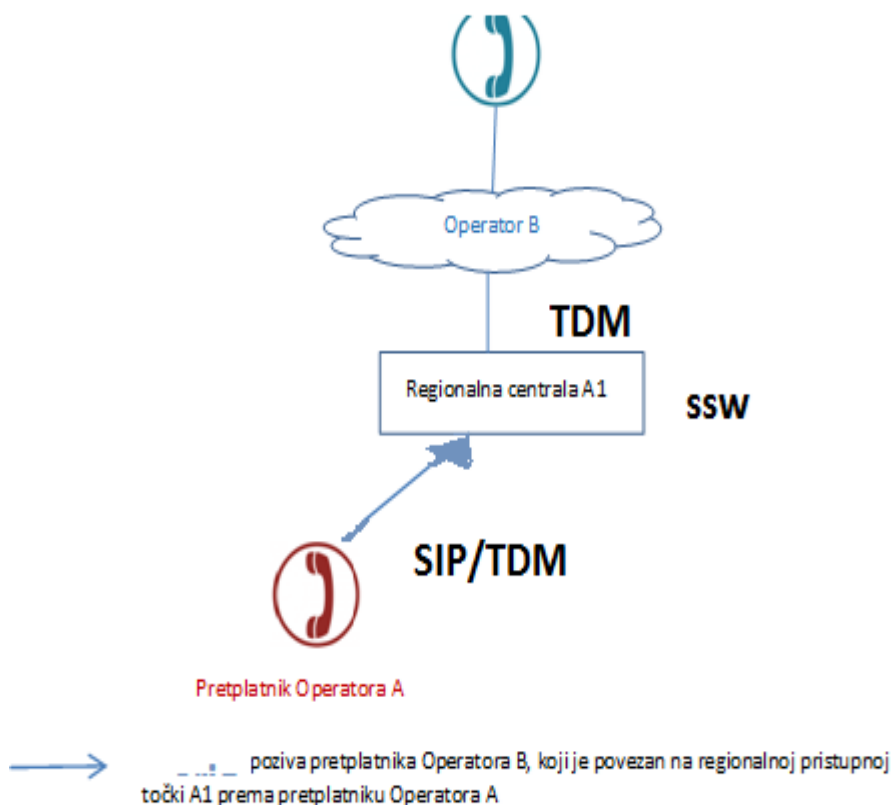 Operator B
TDM
Regionalna centrala A1
SSW
SIP/TDM
Pretplatnik Operatora A
poziva pretplatnika Operatora B, koji je povezan na regionalnoj pristupnoj
točki A1 prema pretplatniku Operatora A